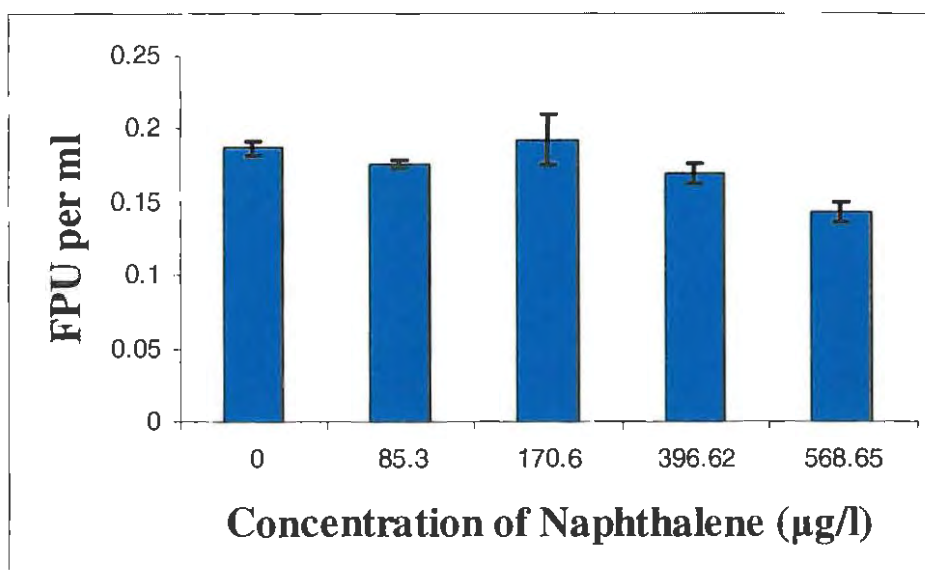 0.25
0.2
0.15
0.1
0.05
0
FPU per ml
0 85.3 170.6 396.62 568.65
Concentration of Naphthalene (µg/l)